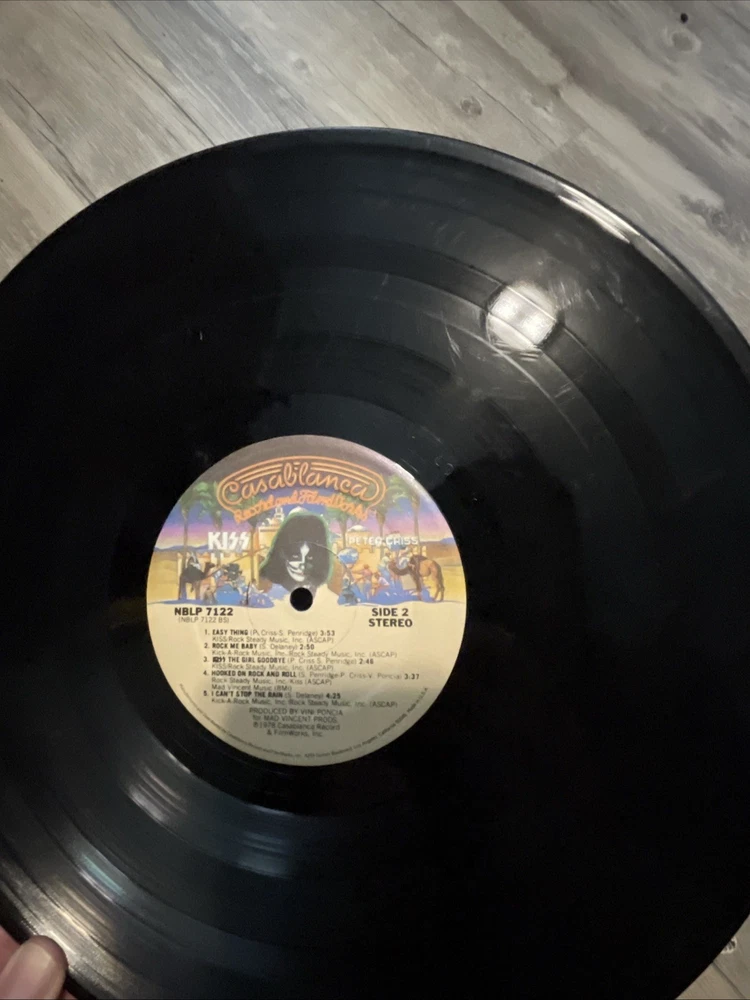 Casablanca
Record and FilmWorks
KISS
PETER CRISS
NBLP 7122
(NBLP 7122 BS)
SIDE 2
STEREO
1. EASY THING (P. Criss-S. Penridge) 3:53
KISS/Rock Steady Music, Inc. (ASCAP)
2. ROCK ME BABY (S. Delaney) 2:50
Kick-A-Rock Music, Inc./Rock Steady Music, Inc. (ASCAP)
3. KISS THE GIRL GOODBYE (P. Criss-S. Penridge) 2:46
KISS/Rock Steady Music, Inc. (ASCAP)
4. HOOKED ON ROCK AND ROLL (S. Penridge-P. Criss-V. Poncia) 3:37
Rock Steady Music, Inc./Kiss (ASCAP)
Mad Vincent Music (BMI)
5. I CAN'T STOP THE RAIN (S. Delaney) 4:25
Kick-A-Rock Music, Inc./Rock Steady Music, Inc. (ASCAP)
PRODUCED BY VINI PONCIA
for MAD VINCENT PRODS.
℗ 1978 Casablanca Record
& FilmWorks, Inc.